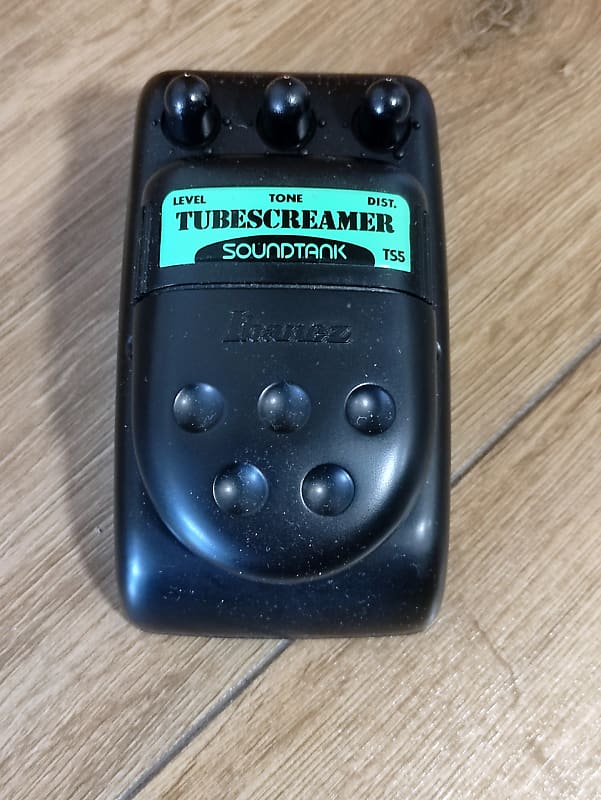 LEVEL TONE DIST.
TUBESCREAMER
SOUNDTANK TS5
Ibanez